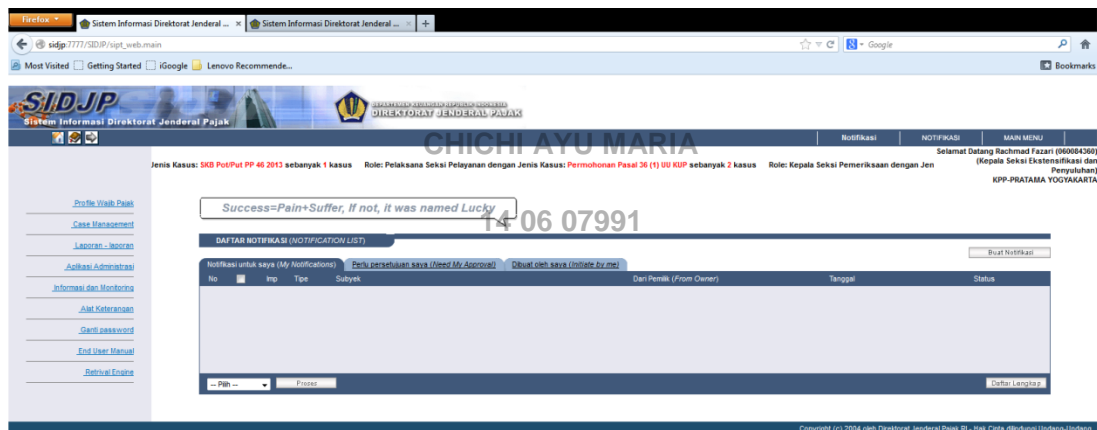 Firefox
Sistem Informasi Direktorat Jenderal ... ×
Sistem Informasi Direktorat Jenderal ... ×
+
sidjp:7777/SIDJP/sipt_web.main
Google
Most Visited Getting Started iGoogle Lenovo Recommende...
Bookmarks
SIDJP
Sistem Informasi Direktorat Jenderal Pajak
DEPARTEMEN KEUANGAN REPUBLIK INDONESIA
DIREKTORAT JENDERAL PAJAK
CHICHI AYU MARIA
Notifikasi NOTIFIKASI MAIN MENU
Selamat Datang Rachmad Fazari (060084360)
(Kepala Seksi Ekstensifikasi dan
Penyuluhan)
KPP-PRATAMA YOGYAKARTA
Jenis Kasus: SKB Pot/Put PP 46 2013 sebanyak 1 kasus Role: Pelaksana Seksi Pelayanan dengan Jenis Kasus: Permohonan Pasal 36 (1) UU KUP sebanyak 2 kasus Role: Kepala Seksi Pemeriksaan dengan Jen
Profile Wajib Pajak
Case Management
Laporan - laporan
Aplikasi Administrasi
Informasi dan Monitoring
Alat Keterangan
Ganti password
End User Manual
Retrival Engine
Success=Pain+Suffer, If not, it was named Lucky
14 06 07991
DAFTAR NOTIFIKASI (NOTIFICATION LIST)
Buat Notifikasi
Notifikasi untuk saya (My Notifications) Perlu persetujuan saya (Need My Approval) Dibuat oleh saya (Initiate by me)
No Imp Tipe Subyek Dari Pemilik (From Owner) Tanggal Status
-- Pilih -- Proses Daftar Lengkap
Copyright (c) 2004 oleh Direktorat Jenderal Pajak RI - Hak Cipta dilindungi Undang-Undang